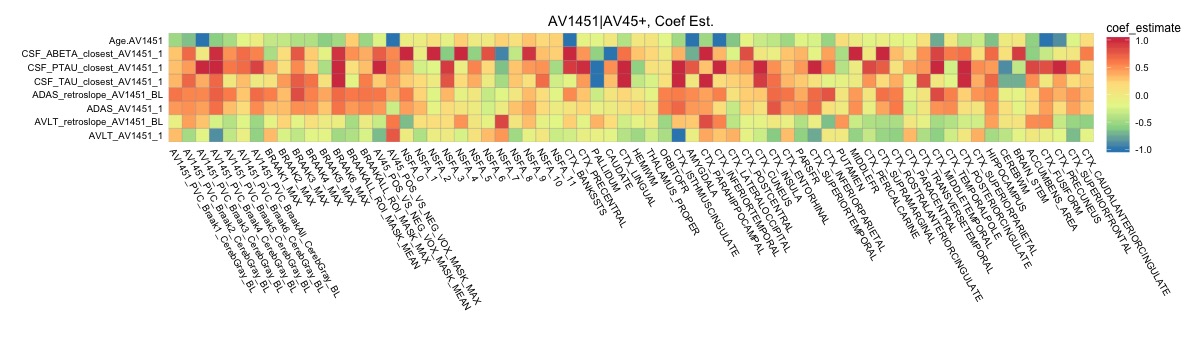 AV1451|AV45+, Coef Est.
coef_estimate
1.0
0.5
0.0
−0.5
−1.0
Age.AV1451
CSF_ABETA_closest_AV1451_1
CSF_PTAU_closest_AV1451_1
CSF_TAU_closest_AV1451_1
ADAS_retroslope_AV1451_BL
ADAS_AV1451_1
AVLT_retroslope_AV1451_BL
AVLT_AV1451_1
AV1451_PVC_Braak1_CerebGray_BL
AV1451_PVC_Braak2_CerebGray_BL
AV1451_PVC_Braak3_CerebGray_BL
AV1451_PVC_Braak4_CerebGray_BL
AV1451_PVC_Braak5_CerebGray_BL
AV1451_PVC_Braak6_CerebGray_BL
AV1451_PVC_BraakAll_CerebGray_BL
BRAAK1_MAX
BRAAK2_MAX
BRAAK3_MAX
BRAAK4_MAX
BRAAK5_MAX
BRAAK6_MAX
BRAAKALL_ROI_MASK_MEAN
BRAAKALL_ROI_MASK_MAX
AV45_POS_VS_NEG_VOX_MASK_MEAN
AV45_POS_VS_NEG_VOX_MASK_MAX
NSFA_0
NSFA_1
NSFA_2
NSFA_3
NSFA_4
NSFA_5
NSFA_6
NSFA_7
NSFA_8
NSFA_9
NSFA_10
NSFA_11
CTX_BANKSSTS
CTX_PRECENTRAL
PALLIDUM
CAUDATE
CTX_LINGUAL
HEMIWM
THALAMUS_PROPER
ORBITOFR
CTX_ISTHMUSCINGULATE
AMYGDALA
CTX_PARAHIPPOCAMPAL
CTX_INFERIORTEMPORAL
CTX_LATERALOCCIPITAL
CTX_POSTCENTRAL
CTX_CUNEUS
CTX_INSULA
CTX_ENTORHINAL
PARSFR
CTX_SUPERIORTEMPORAL
CTX_INFERIORPARIETAL
PUTAMEN
MIDDLEFR
CTX_PERICALCARINE
CTX_SUPRAMARGINAL
CTX_ROSTRALANTERIORCINGULATE
CTX_PARACENTRAL
CTX_TRANSVERSETEMPORAL
CTX_MIDDLETEMPORAL
CTX_TEMPORALPOLE
CTX_POSTERIORCINGULATE
CTX_SUPERIORPARIETAL
HIPPOCAMPUS
CEREBWM
BRAIN_STEM
ACCUMBENS_AREA
CTX_FUSIFORM
CTX_PRECUNEUS
CTX_SUPERIORFRONTAL
CTX_CAUDALANTERIORCINGULATE